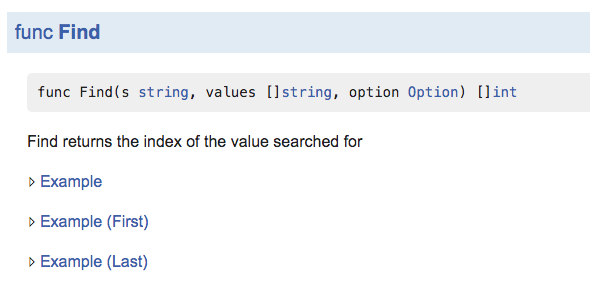 func Find
func Find(s string, values []string, option Option) []int
Find returns the index of the value searched for
Example
Example (First)
Example (Last)